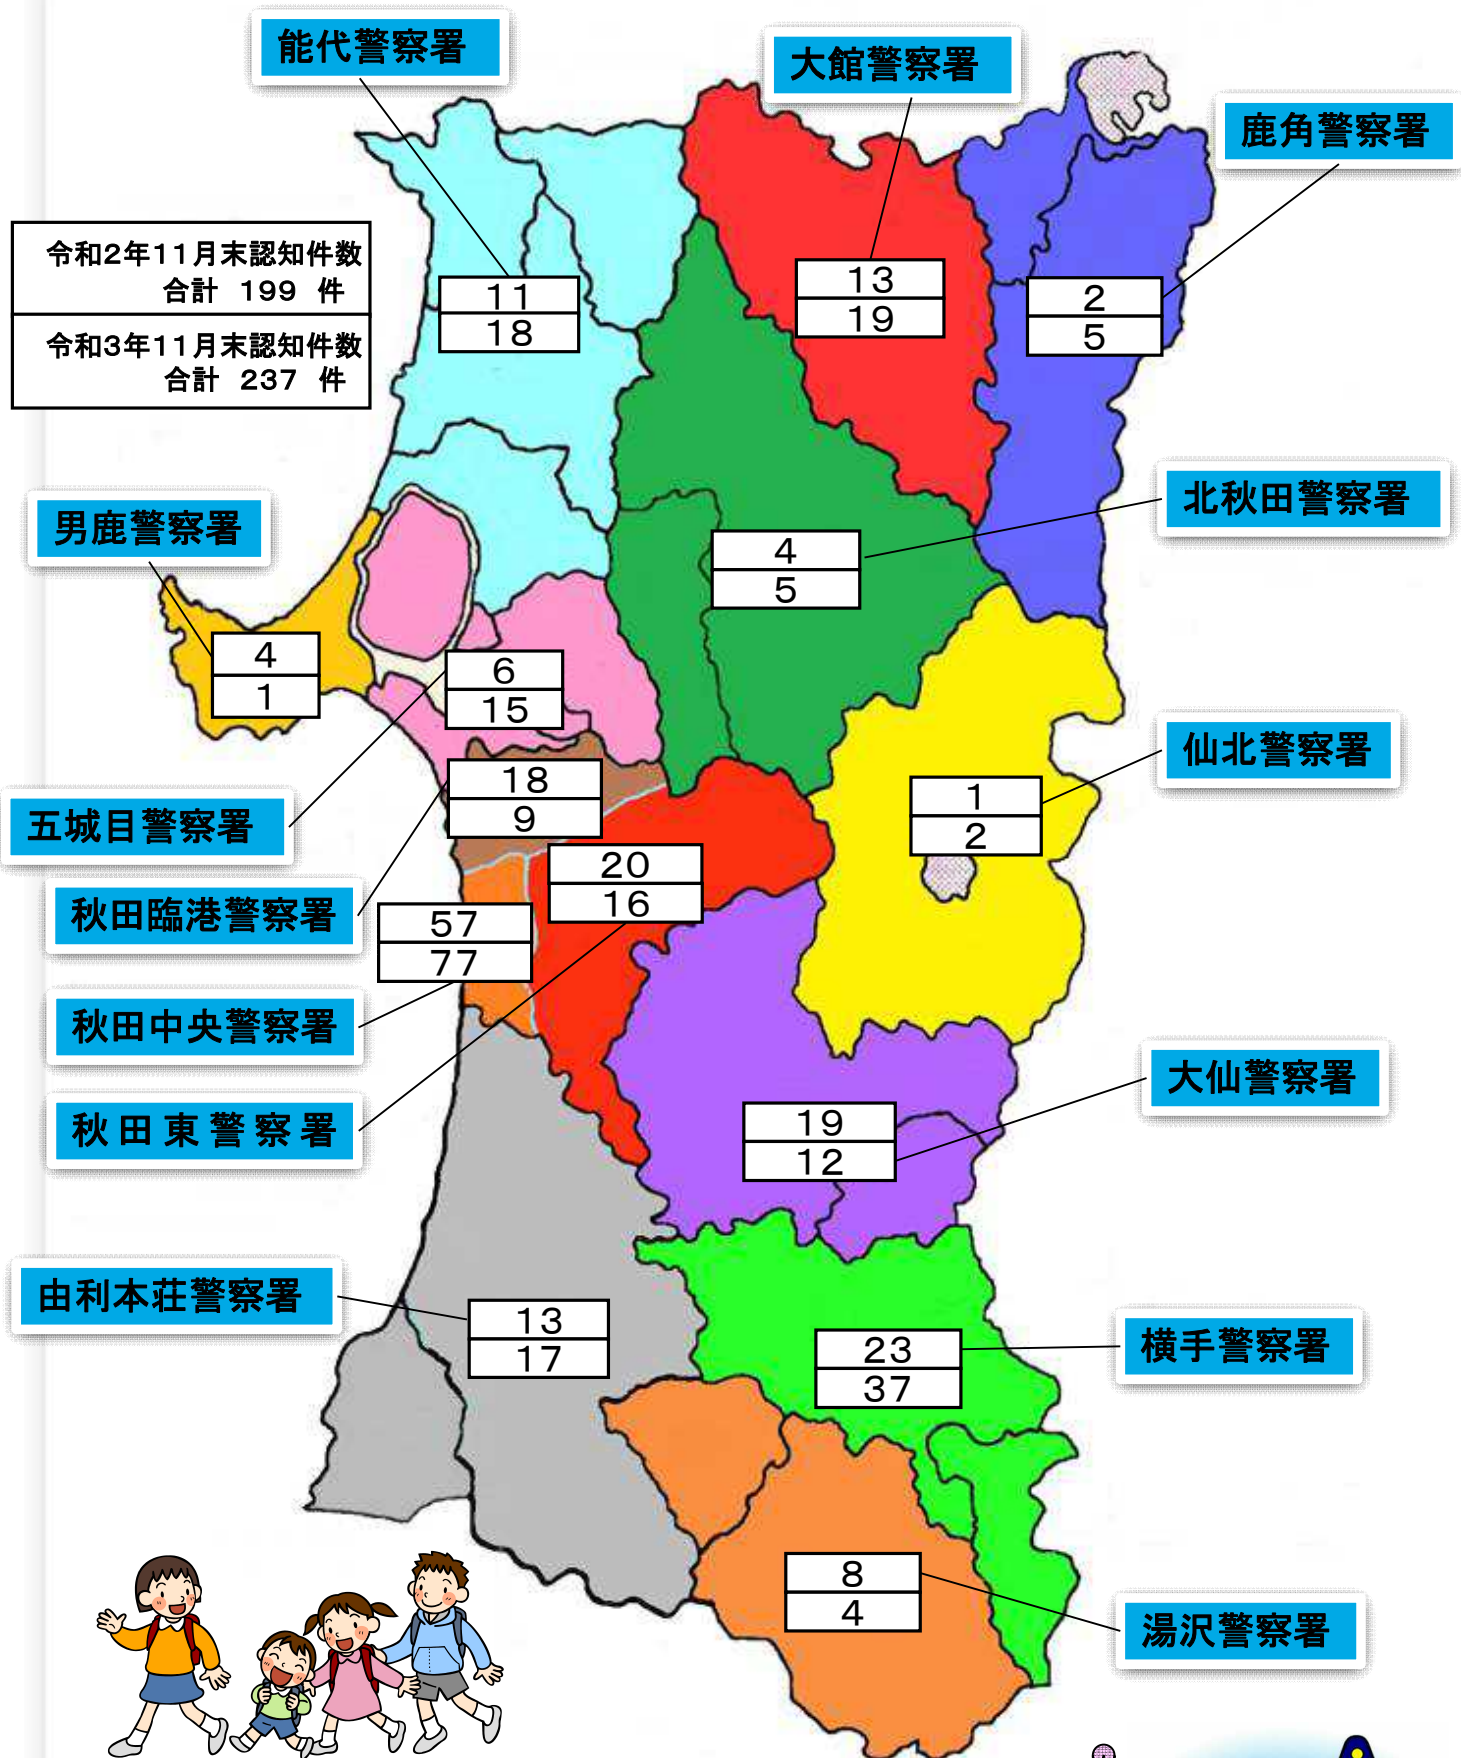 能代警察署
大館警察署
鹿角警察署
令和2年11月末認知件数
合計 199 件
令和3年11月末認知件数
合計 237 件
11
18
13
19
2
5
北秋田警察署
男鹿警察署
4
5
4
1
6
15
仙北警察署
18
9
1
2
五城目警察署
20
16
秋田臨港警察署
57
77
秋田中央警察署
大仙警察署
秋田東警察署
19
12
由利本荘警察署
13
17
横手警察署
23
37
8
4
湯沢警察署